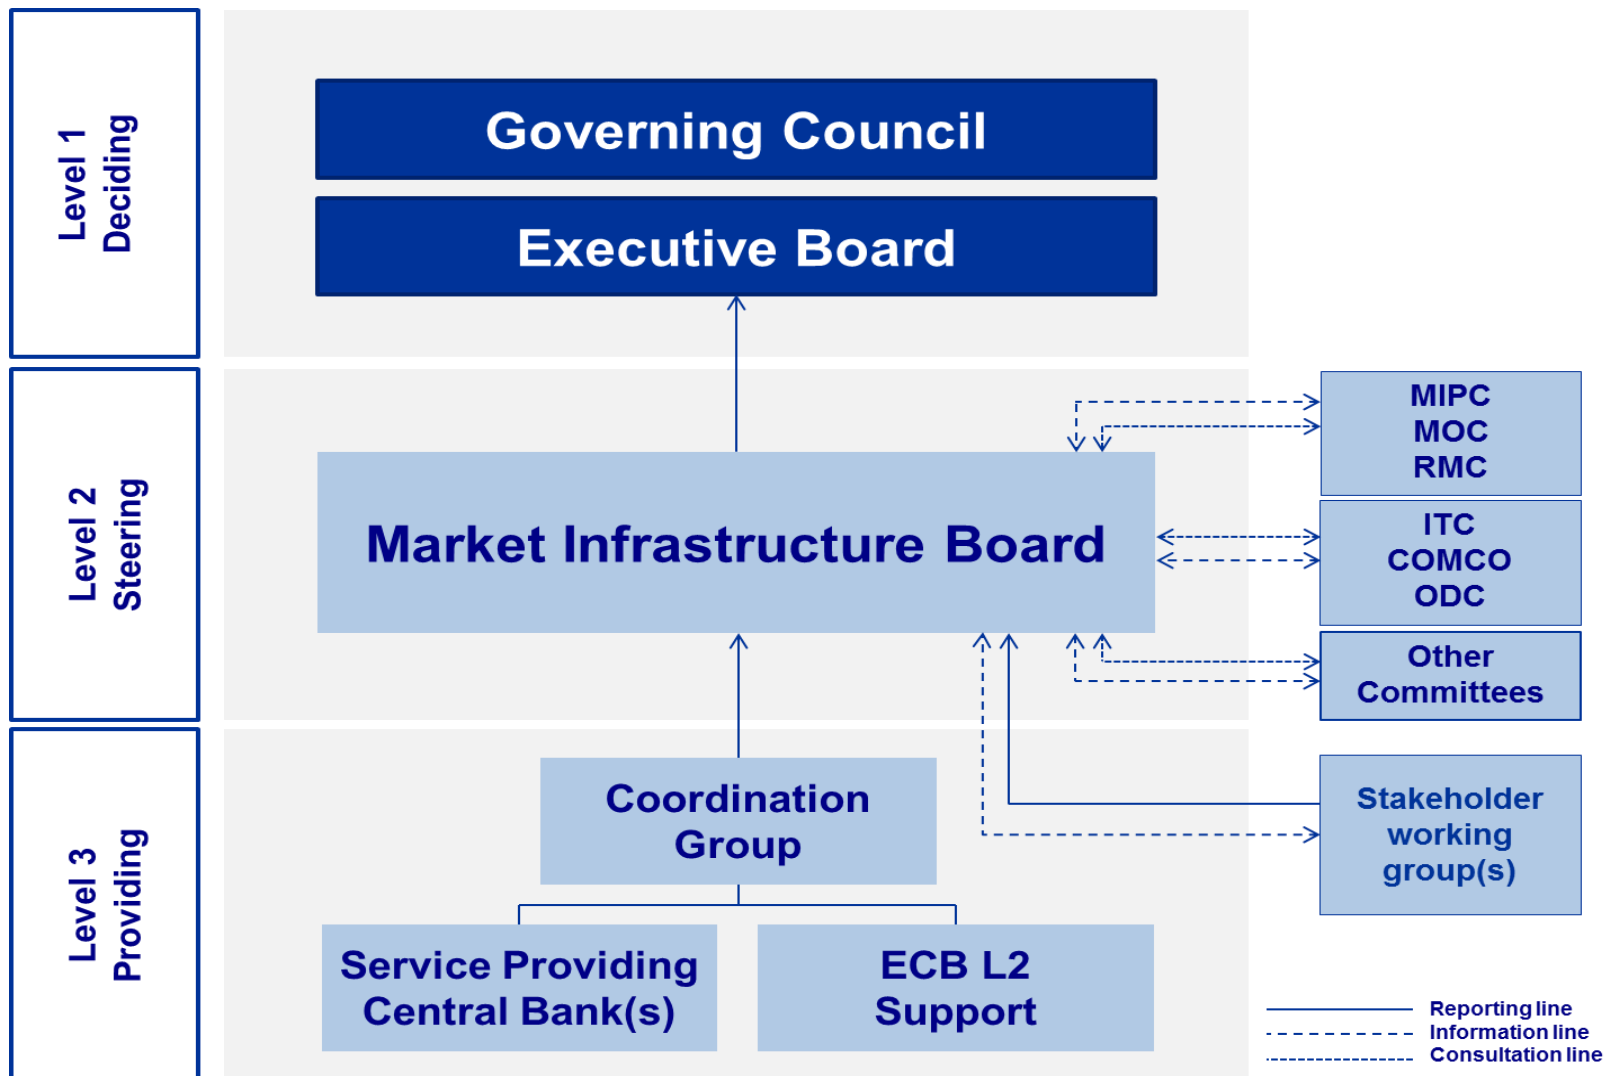 Level 1
Deciding
Governing Council
Executive Board
Level 2
Steering
Market Infrastructure Board
MIPC
MOC
RMC
ITC
COMCO
ODC
Other
Committees
Level 3
Providing
Coordination
Group
Service Providing
Central Bank(s)
ECB L2
Support
Stakeholder
working
group(s)
Reporting line
Information line
Consultation line